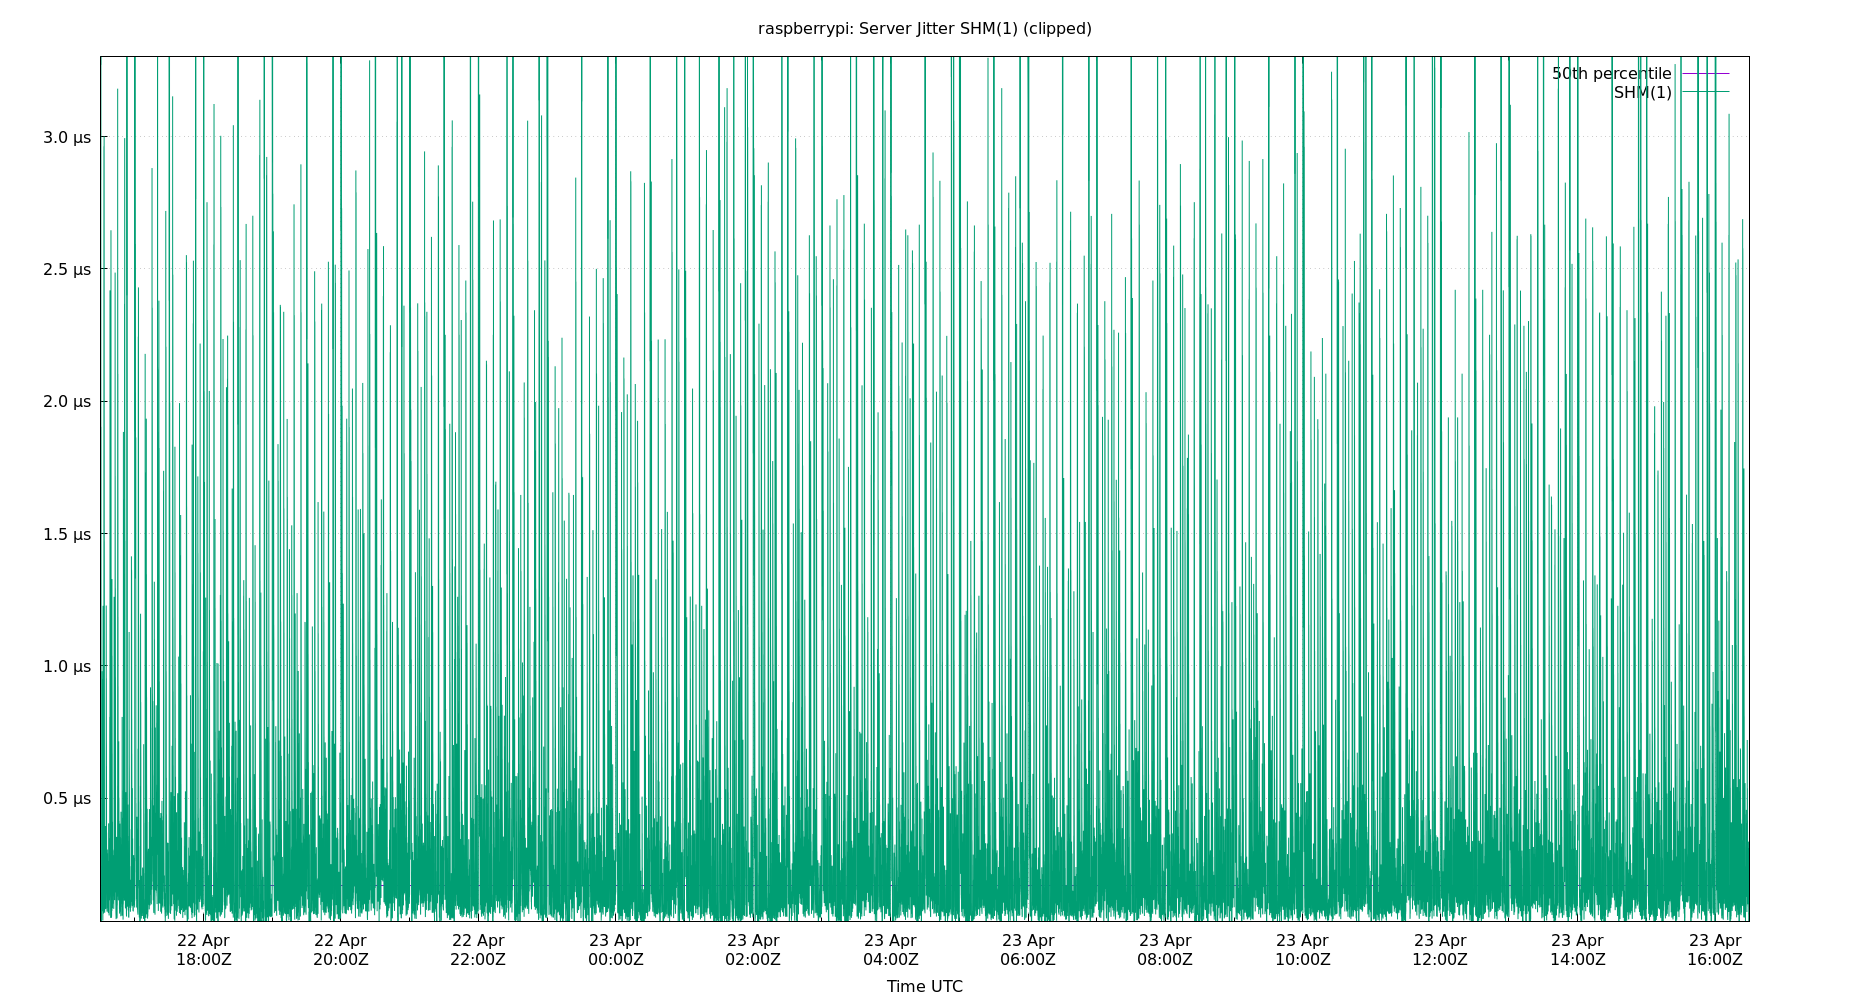 raspberrypi: Server Jitter SHM(1) (clipped)
50th percentile
SHM(1)
3.0 µs
2.5 µs
2.0 µs
1.5 µs
1.0 µs
0.5 µs
22 Apr 22 Apr 22 Apr 23 Apr 23 Apr 23 Apr 23 Apr 23 Apr 23 Apr 23 Apr 23 Apr 23 Apr
18:00Z 20:00Z 22:00Z 00:00Z 02:00Z 04:00Z 06:00Z 08:00Z 10:00Z 12:00Z 14:00Z 16:00Z
Time UTC